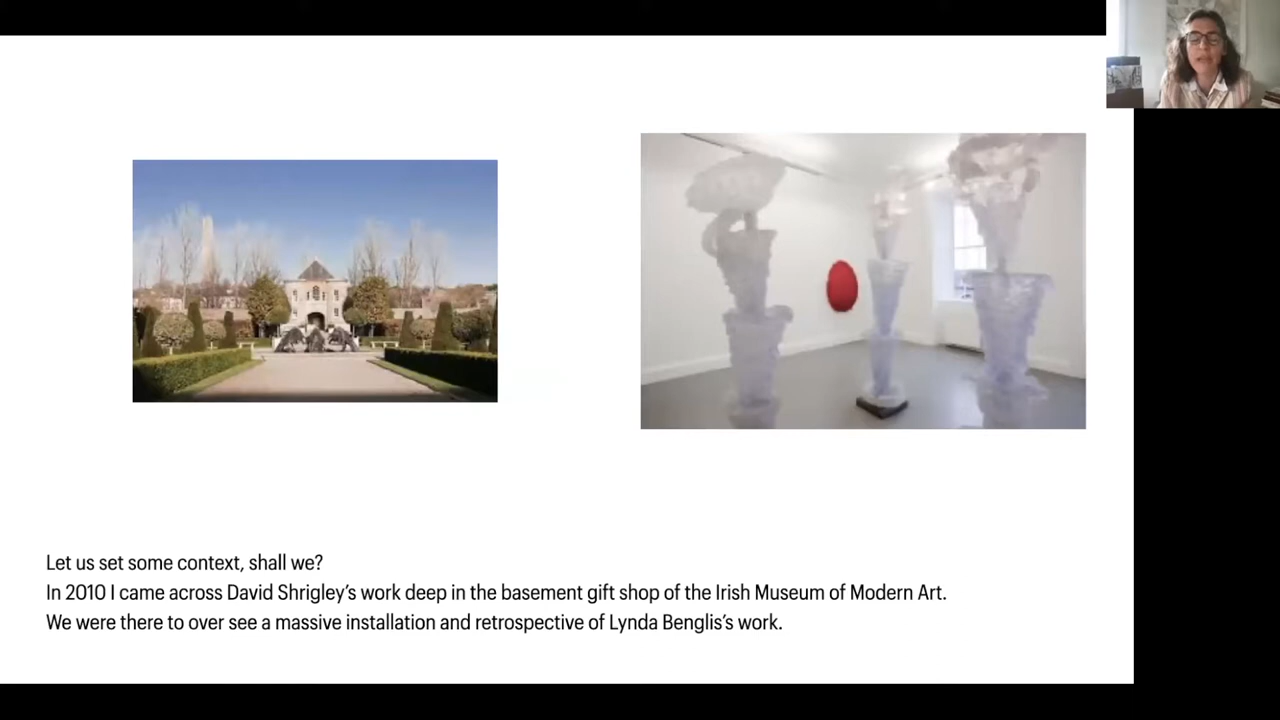 Let us set some context, shall we?
In 2010 I came across David Shrigley’s work deep in the basement gift shop of the Irish Museum of Modern Art.
We were there to over see a massive installation and retrospective of Lynda Benglis’s work.